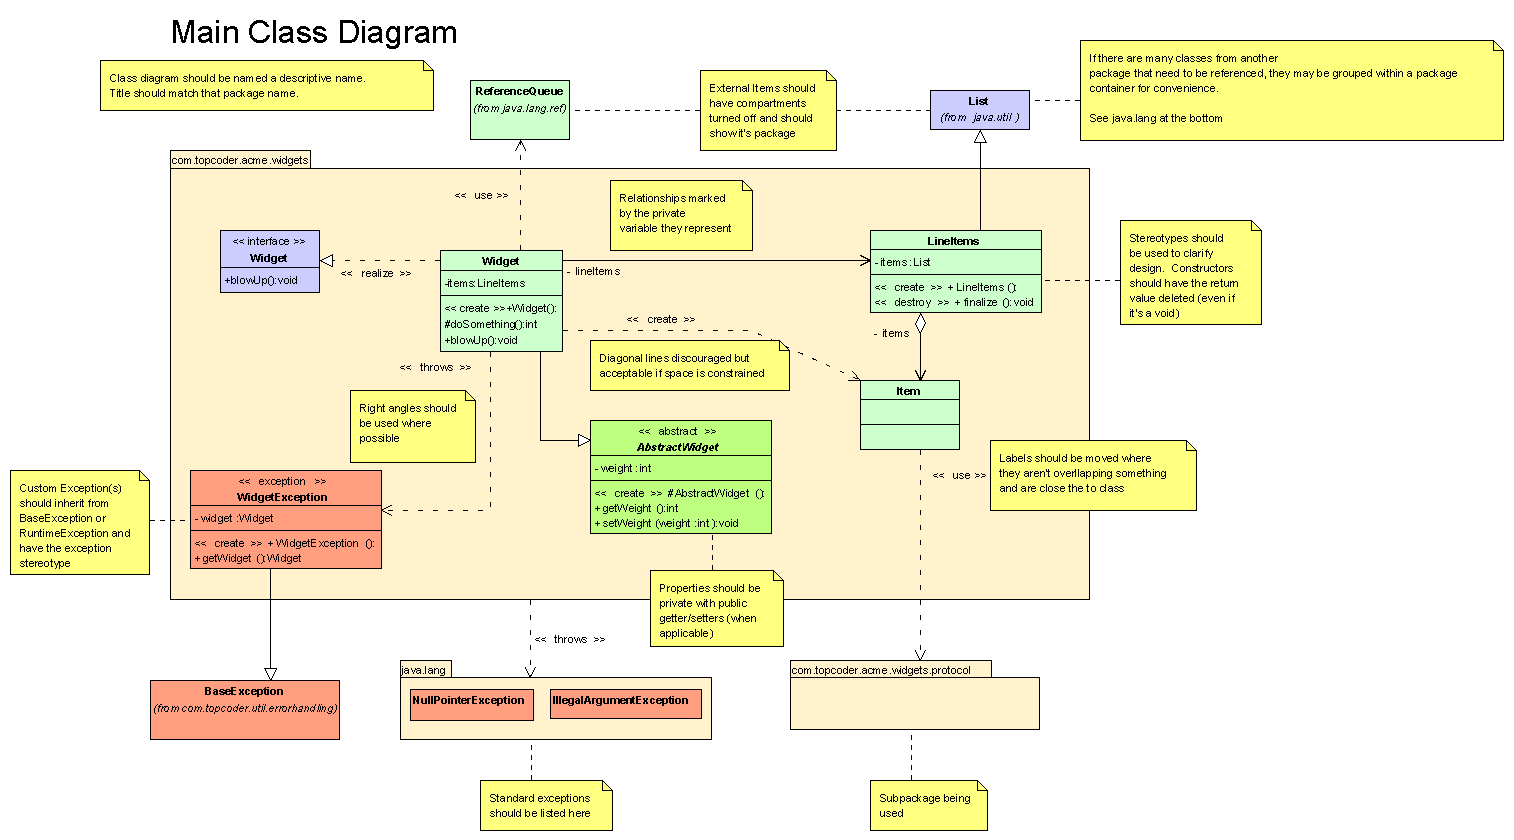 Main Class Diagram
Class diagram should be named a descriptive name.
Title should match that package name.
ReferenceQueue
(from java.lang.ref)
External Items should
have compartments
turned off and should
showit's package
List
(from java.util )
If there are many classes from another
package that need to be referenced, they may be grouped within a package
container for convenience.
See java.lang at the bottom
com.topcoder.acme.widgets
<< use >>
Relationships marked
by the private
variable they represent
<< interface >>
Widget
+blowUp():void
<< realize >>
Widget
-items:LineItems
<< create >>+Widget():
#doSomething():int
+blowUp():void
- lineItems
LineItems
- items : List
<< create >> + LineItems ():
<< destroy >> + finalize (): void
Stereotypes should
be used to clarify
design. Constructors
should have the return
value deleted (even if
it's a void)
<< create >>
- items
<< throws >>
Diagonal lines discouraged but
acceptable if space is constrained
Item
Right angles should
be used where
possible
<< abstract >>
AbstractWidget
- weight : int
<< create >> # AbstractWidget ():
+ getWeight ():int
+ setWeight (weight : int ): void
<< use >>
Labels should be moved where
they aren't overllapping something
and are close the to class
Custom Exception(s)
should inherit from
BaseException or
RuntimeException and
have the exception
stereotype
<< exception >>
WidgetException
- widget : Widget
<< create >> + WidgetException ():
+ getWidget ():Widget
Properties should be
private with public
getter/setters (when
applicable)
<< throws >>
BaseException
(from com.topcoder.util.errorhandling)
java.lang
NullPointerException
IllegalArgumentException
com.topcoder.acme.widgets.protocol
Standard exceptions
should be listed here
Subpackage being
used